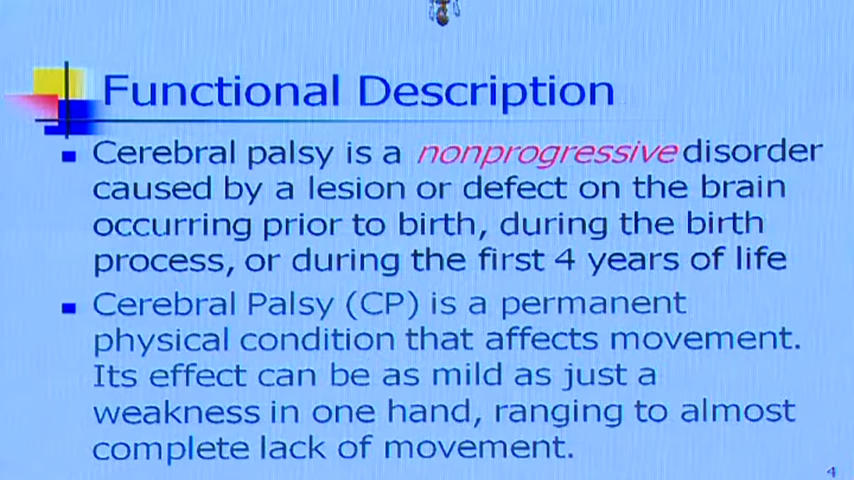 Functional Description
Cerebral palsy is a nonprogressive disorder
caused by a lesion or defect on the brain
occurring prior to birth, during the birth
process, or during the first 4 years of life
Cerebral Palsy (CP) is a permanent
physical condition that affects movement.
Its effect can be as mild as just a
weakness in one hand, ranging to almost
complete lack of movement.
4